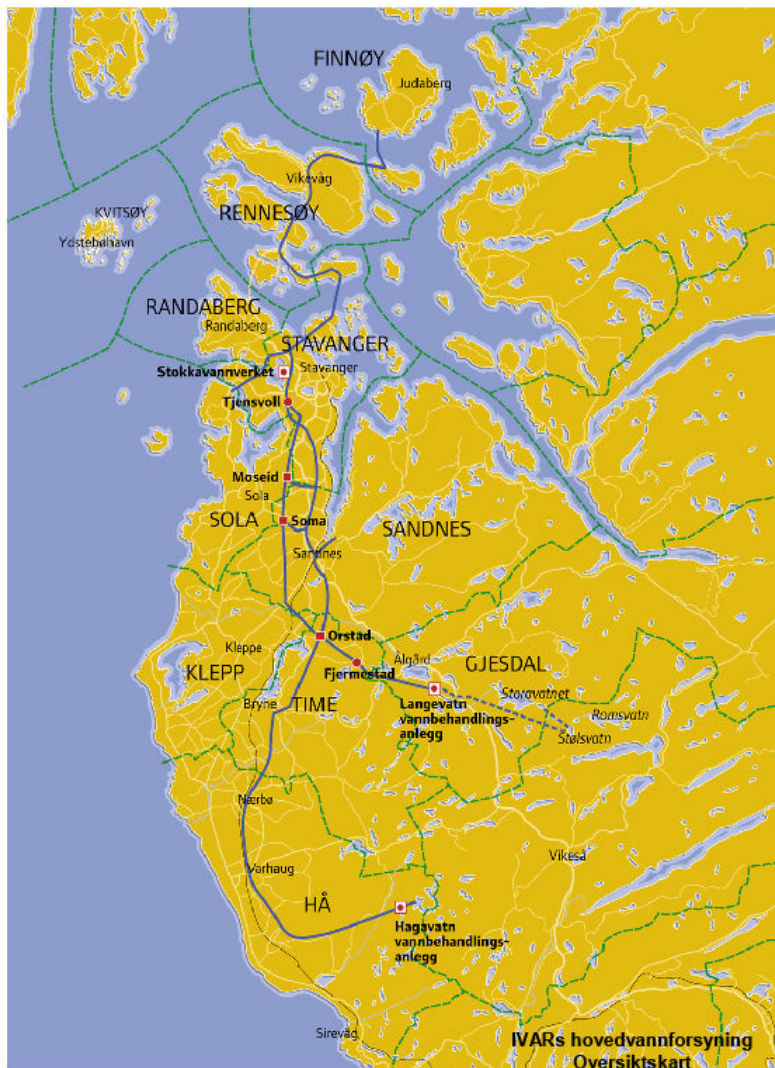 FINNØY
Judaberg
Vikevåg
RENNESØY
KVITSØY
Ydstebøhavn
RANDABERG
Randaberg
STAVANGER
Stavanger
Stokkavannverket
Tjensvoll
Moseid
Sola
SOLA
Soma
SANDNES
Sandnes
Orstad
Kleppe
KLEPP
Fjermestad
Ålgård
GJESDAL
Bryne
TIME
Langevatn
vannbehandlings-
anlegg
Storavatnet
Romsvatn
Stølsvatn
Nærbø
Varhaug
HÅ
Vikeså
Hagavatn
vannbehandlings-
anlegg
Sirevåg
IVARs hovedvannforsyning
Oversiktskart